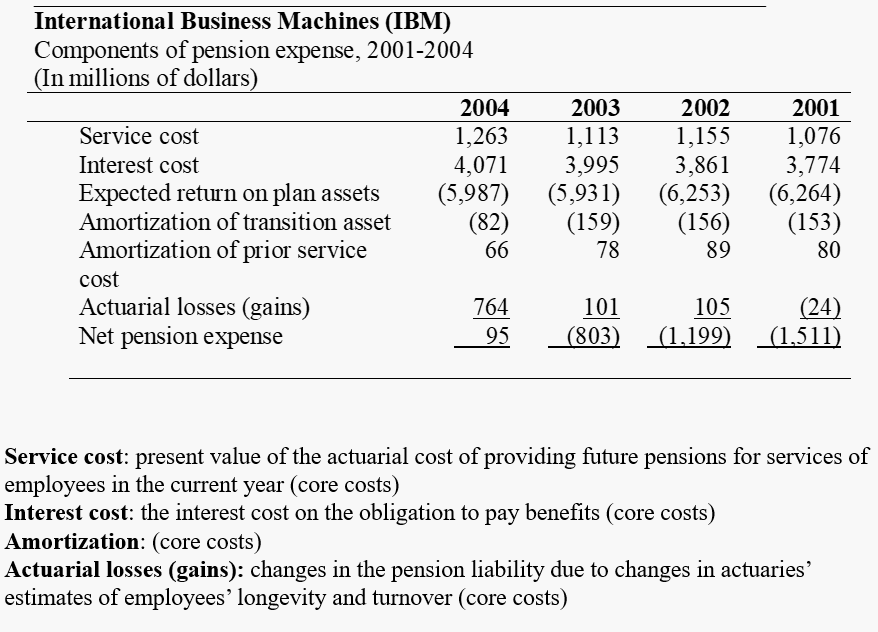 International Business Machines (IBM)
Components of pension expense, 2001-2004
(In millions of dollars)
2004 2003 2002 2001
Service cost 1,263 1,113 1,155 1,076
Interest cost 4,071 3,995 3,861 3,774
Expected return on plan assets (5,987) (5,931) (6,253) (6,264)
Amortization of transition asset (82) (159) (156) (153)
Amortization of prior service 66 78 89 80
cost
Actuarial losses (gains) 764 101 105 (24)
Net pension expense 95 (803) (1,199) (1,511)
Service cost: present value of the actuarial cost of providing future pensions for services of
employees in the current year (core costs)
Interest cost: the interest cost on the obligation to pay benefits (core costs)
Amortization: (core costs)
Actuarial losses (gains): changes in the pension liability due to changes in actuaries’
estimates of employees’ longevity and turnover (core costs)